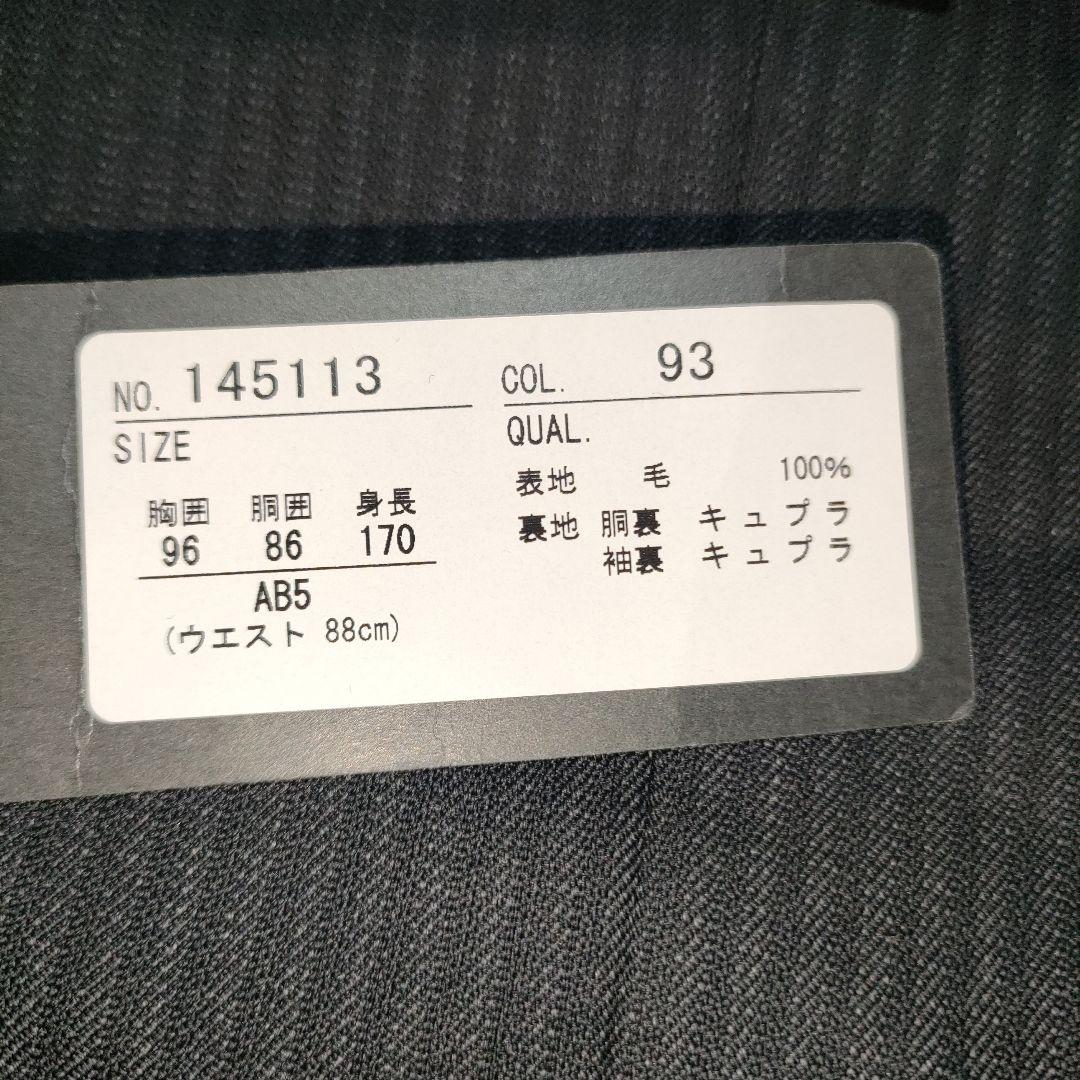 NO. 145113
SIZE
胸囲 胴囲 身長
96 86 170
AB5
(ウエスト 88cm)
COL. 93
QUAL.
表地 毛 100%
裏地 胴裏 キュプラ
袖裏 キュプラ